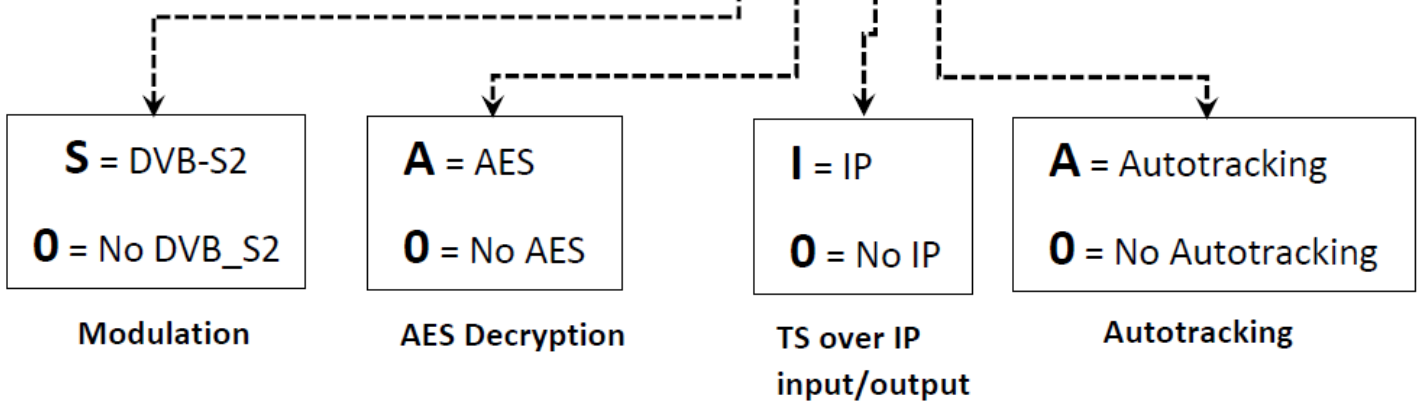 S = DVB-S2
0 = No DVB_S2
Modulation
A = AES
0 = No AES
AES Decryption
I = IP
0 = No IP
TS over IP
input/output
A = Autotracking
0 = No Autotracking
Autotracking